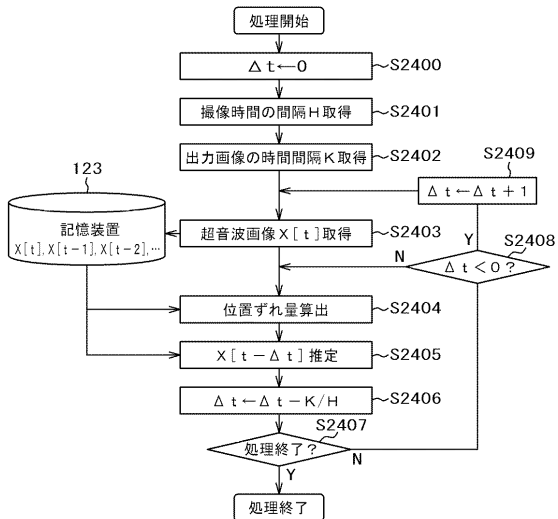 処理開始
Δt←0
S2400
撮像時間の間隔H取得
S2401
出力画像の時間間隔K取得
S2402
S2409
Δt←Δt+1
123
記憶装置
X[t],X[t-1],X[t-2],…
超音波画像X[t]取得
S2403
N
Y
S2408
Δt<0?
位置ずれ量算出
S2404
X[t-Δt]推定
S2405
Δt←Δt-K/H
S2406
S2407
処理終了?
N
Y
処理終了